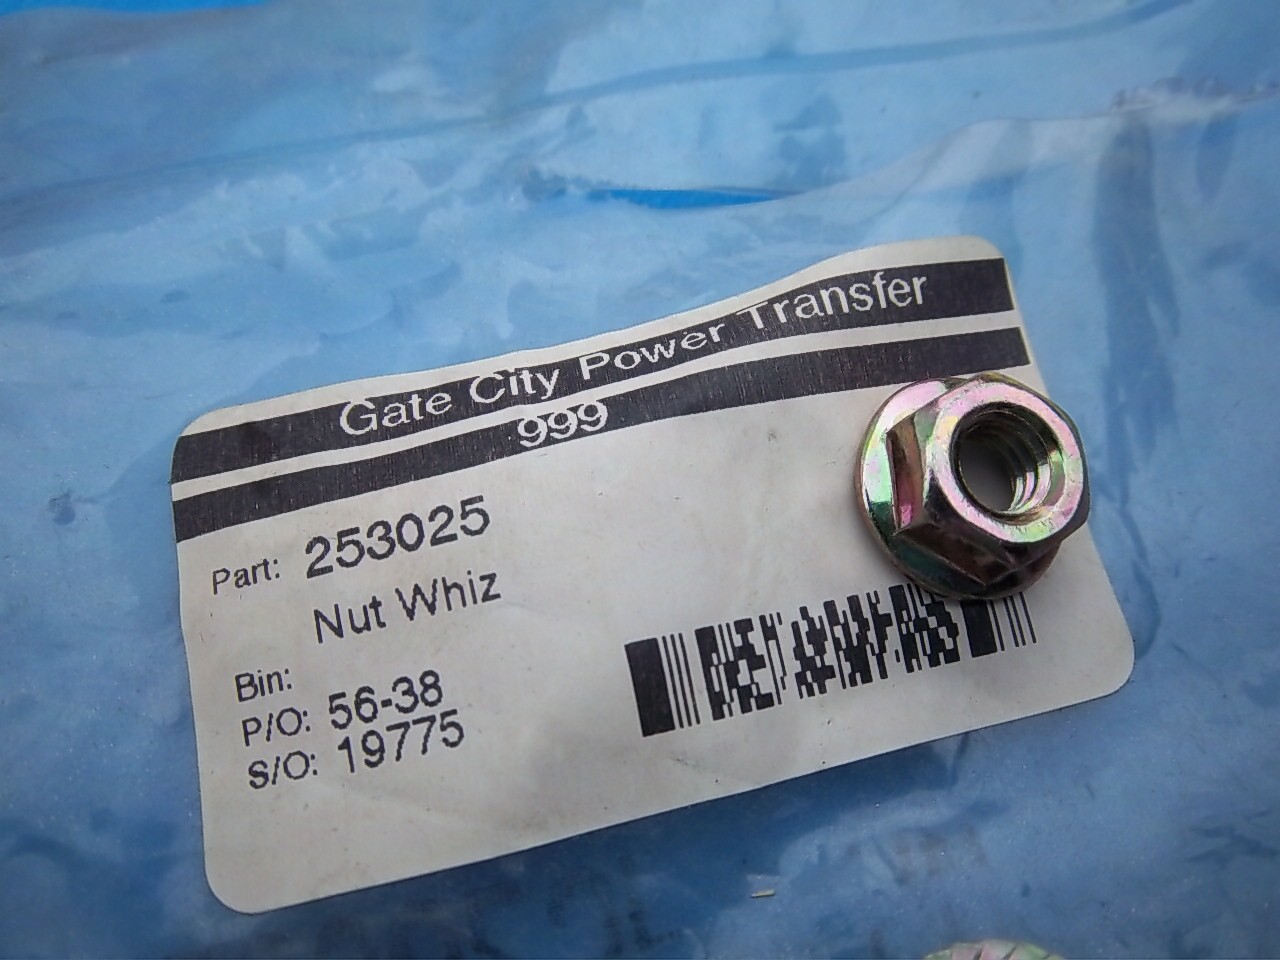 Gate City Power Transfer
999
Part: 253025
Nut Whiz
Bin:
P/O: 56-38
S/O: 19775